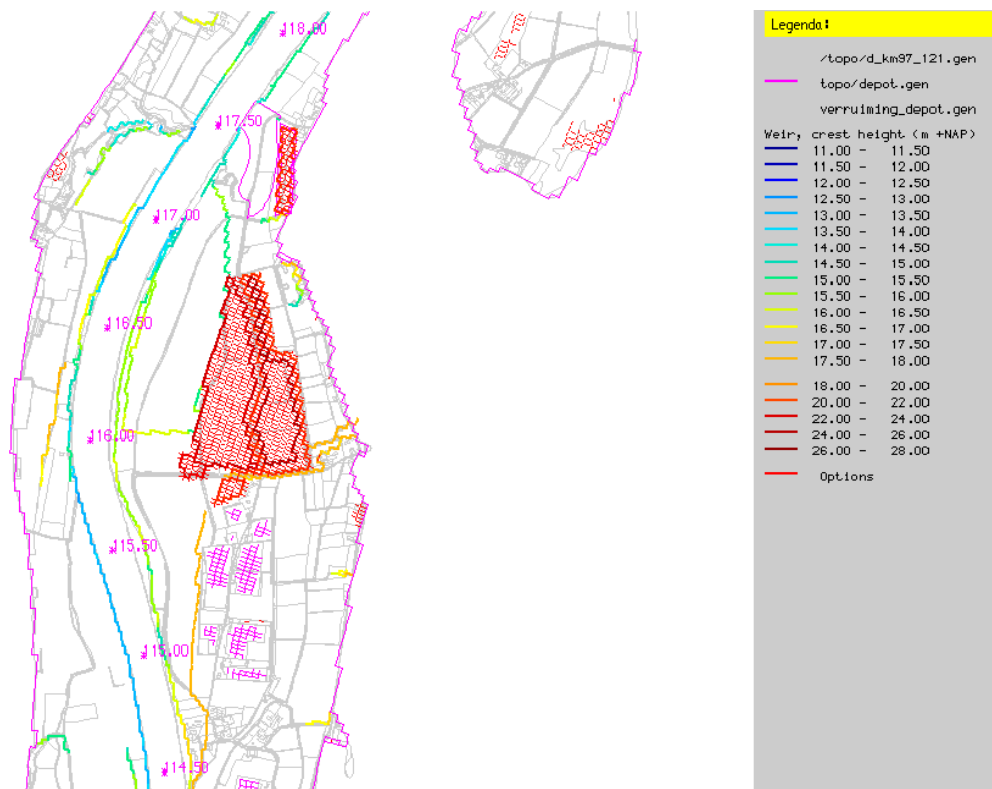 118.00
117.50
117.00
116.50
116.00
115.50
115.00
114.50
Legenda:
/topo/d_km97_121.gen
topo/depot.gen
verruiming_depot.gen
Weir, crest height (m +NAP)
11.00 - 11.50
11.50 - 12.00
12.00 - 12.50
12.50 - 13.00
13.00 - 13.50
13.50 - 14.00
14.00 - 14.50
14.50 - 15.00
15.00 - 15.50
15.50 - 16.00
16.00 - 16.50
16.50 - 17.00
17.00 - 17.50
17.50 - 18.00
18.00 - 20.00
20.00 - 22.00
22.00 - 24.00
24.00 - 26.00
26.00 - 28.00
Options